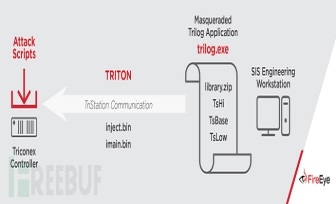 Masqueraded
Trilog Application
trilog.exe
Attack
Scripts
TRITON
TriStation Communication
library.zip
TsHi
TsBase
TsLow
SIS Engineering
Workstation
inject.bin
imain.bin
Triconex
Controller
REEBUF
FireEye